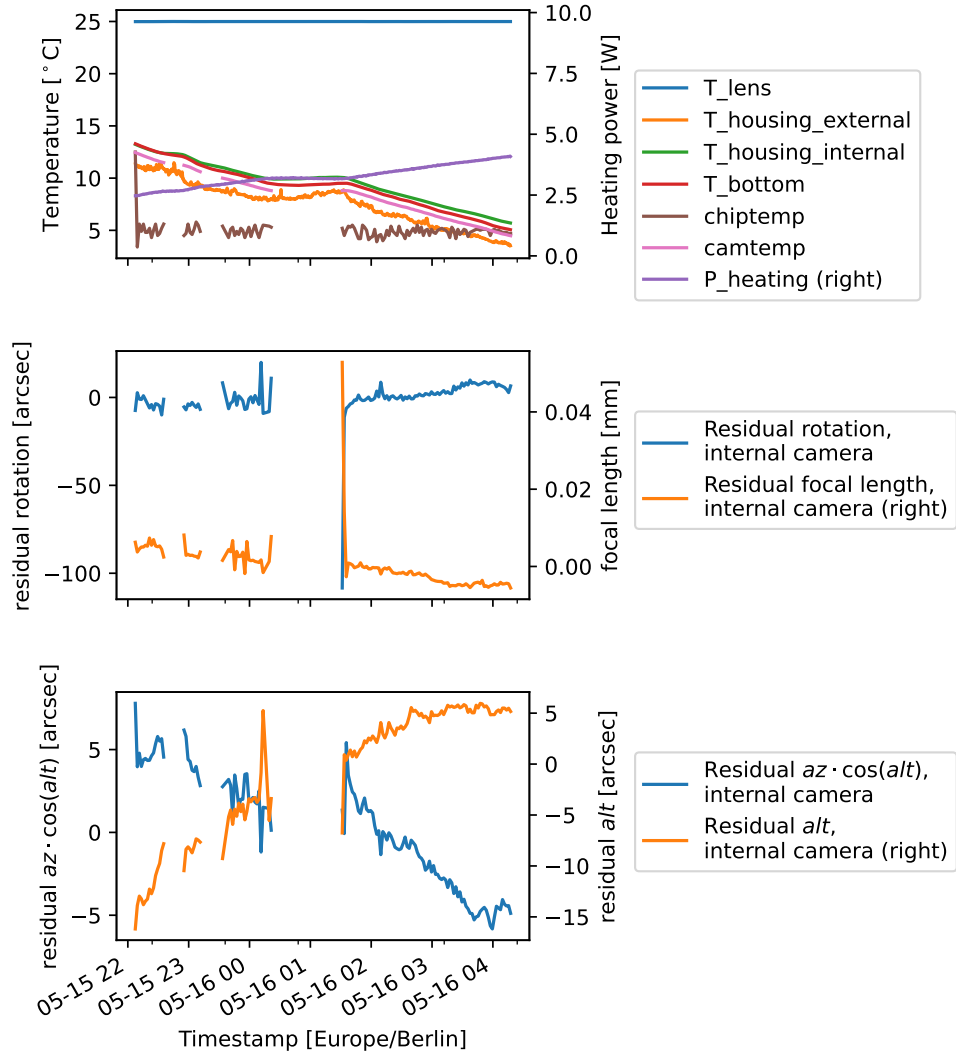 Temperature [°C]
25
20
15
10
5
10.0
7.5
5.0
2.5
0.0
Heating power [W]
T_lens
T_housing_external
T_housing_internal
T_bottom
chiptemp
camtemp
P_heating (right)
residual rotation [arcsec]
0
−50
−100
0.04
0.02
0.00
focal length [mm]
Residual rotation,
internal camera
Residual focal length,
internal camera (right)
residual az · cos(alt) [arcsec]
5
0
−5
5
0
−5
−10
−15
residual alt [arcsec]
Residual az · cos(alt),
internal camera
Residual alt,
internal camera (right)
05-15 22
05-15 23
05-16 00
05-16 01
05-16 02
05-16 03
05-16 04
Timestamp [Europe/Berlin]